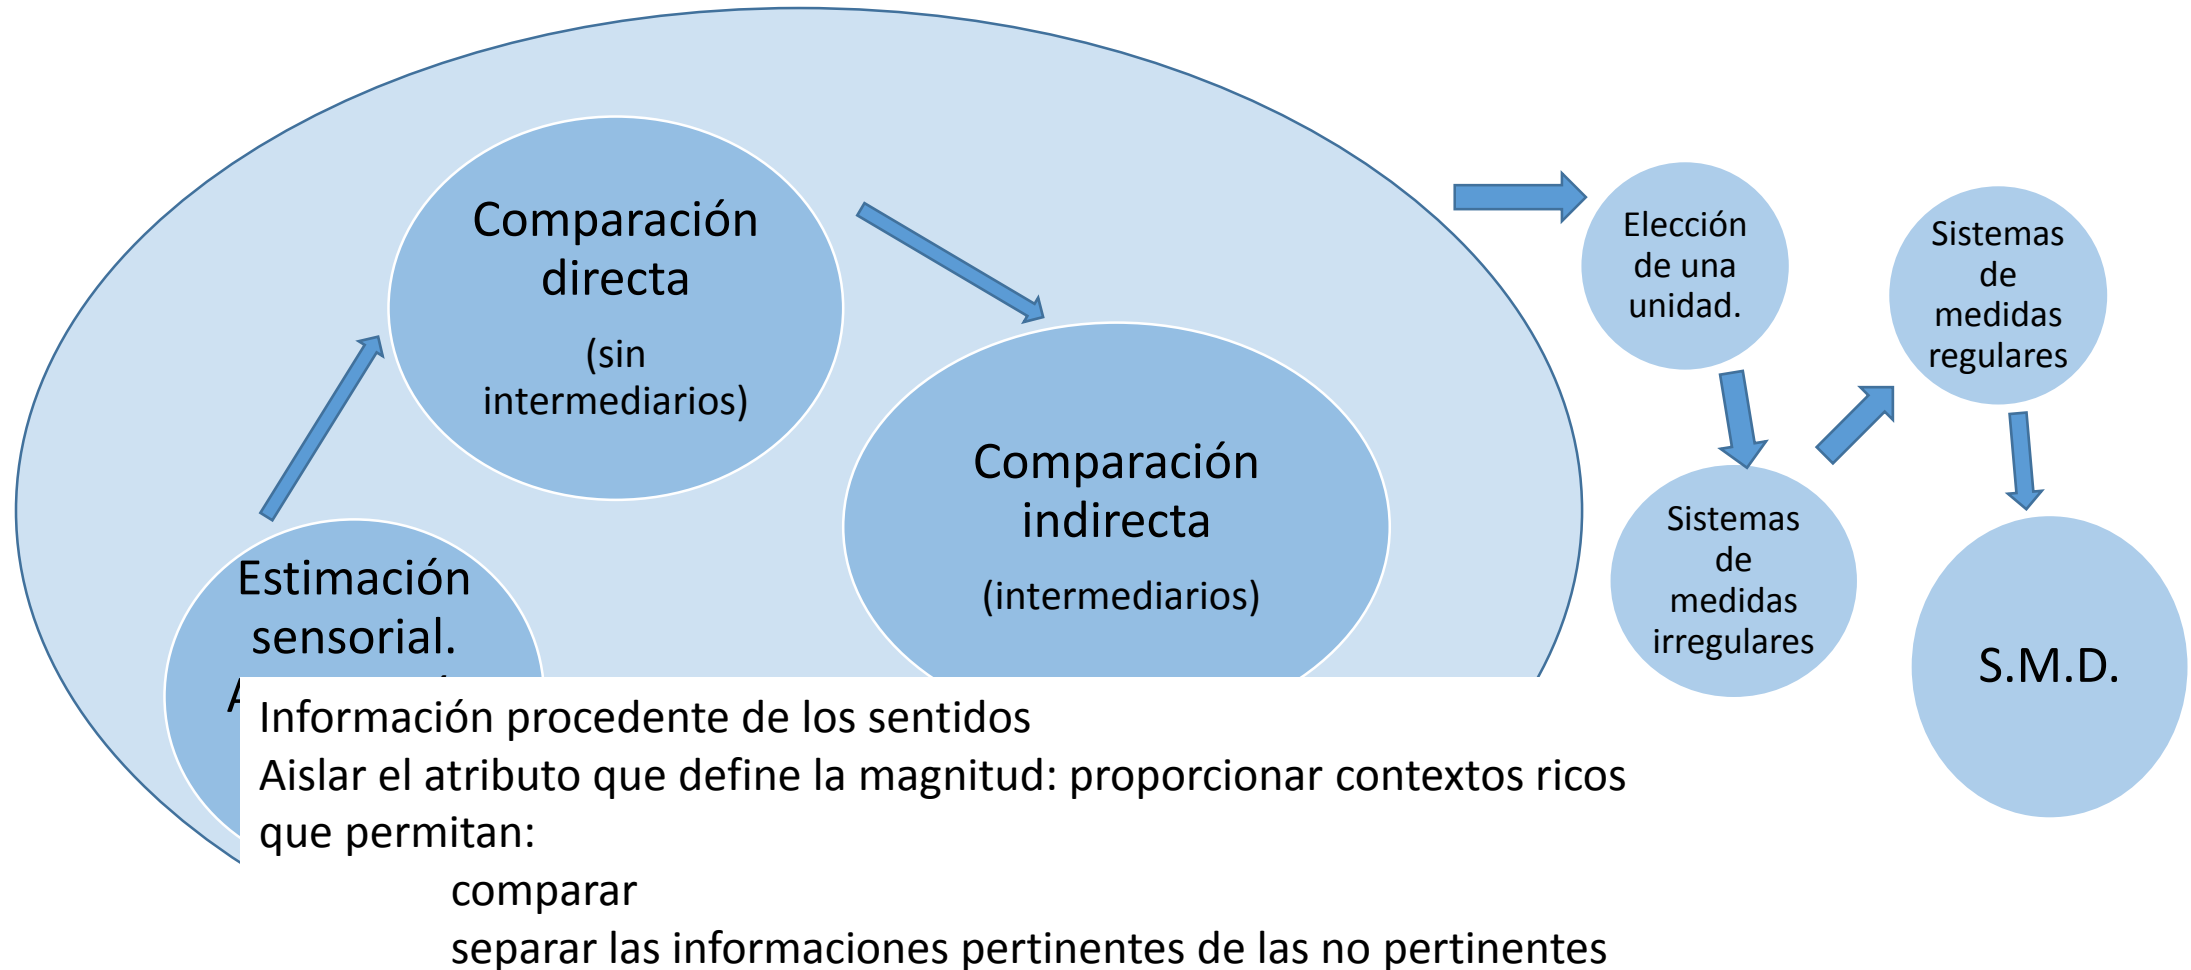 Comparación
directa
(sin
intermediarios)
Comparación
indirecta
(intermediarios)
Estimación
sensorial.
Elección
de una
unidad.
Sistemas
de
medidas
irregulares
Sistemas
de
medidas
regulares
S.M.D.
Información procedente de los sentidos
Aislar el atributo que define la magnitud: proporcionar contextos ricos
que permitan:
comparar
separar las informaciones pertinentes de las no pertinentes